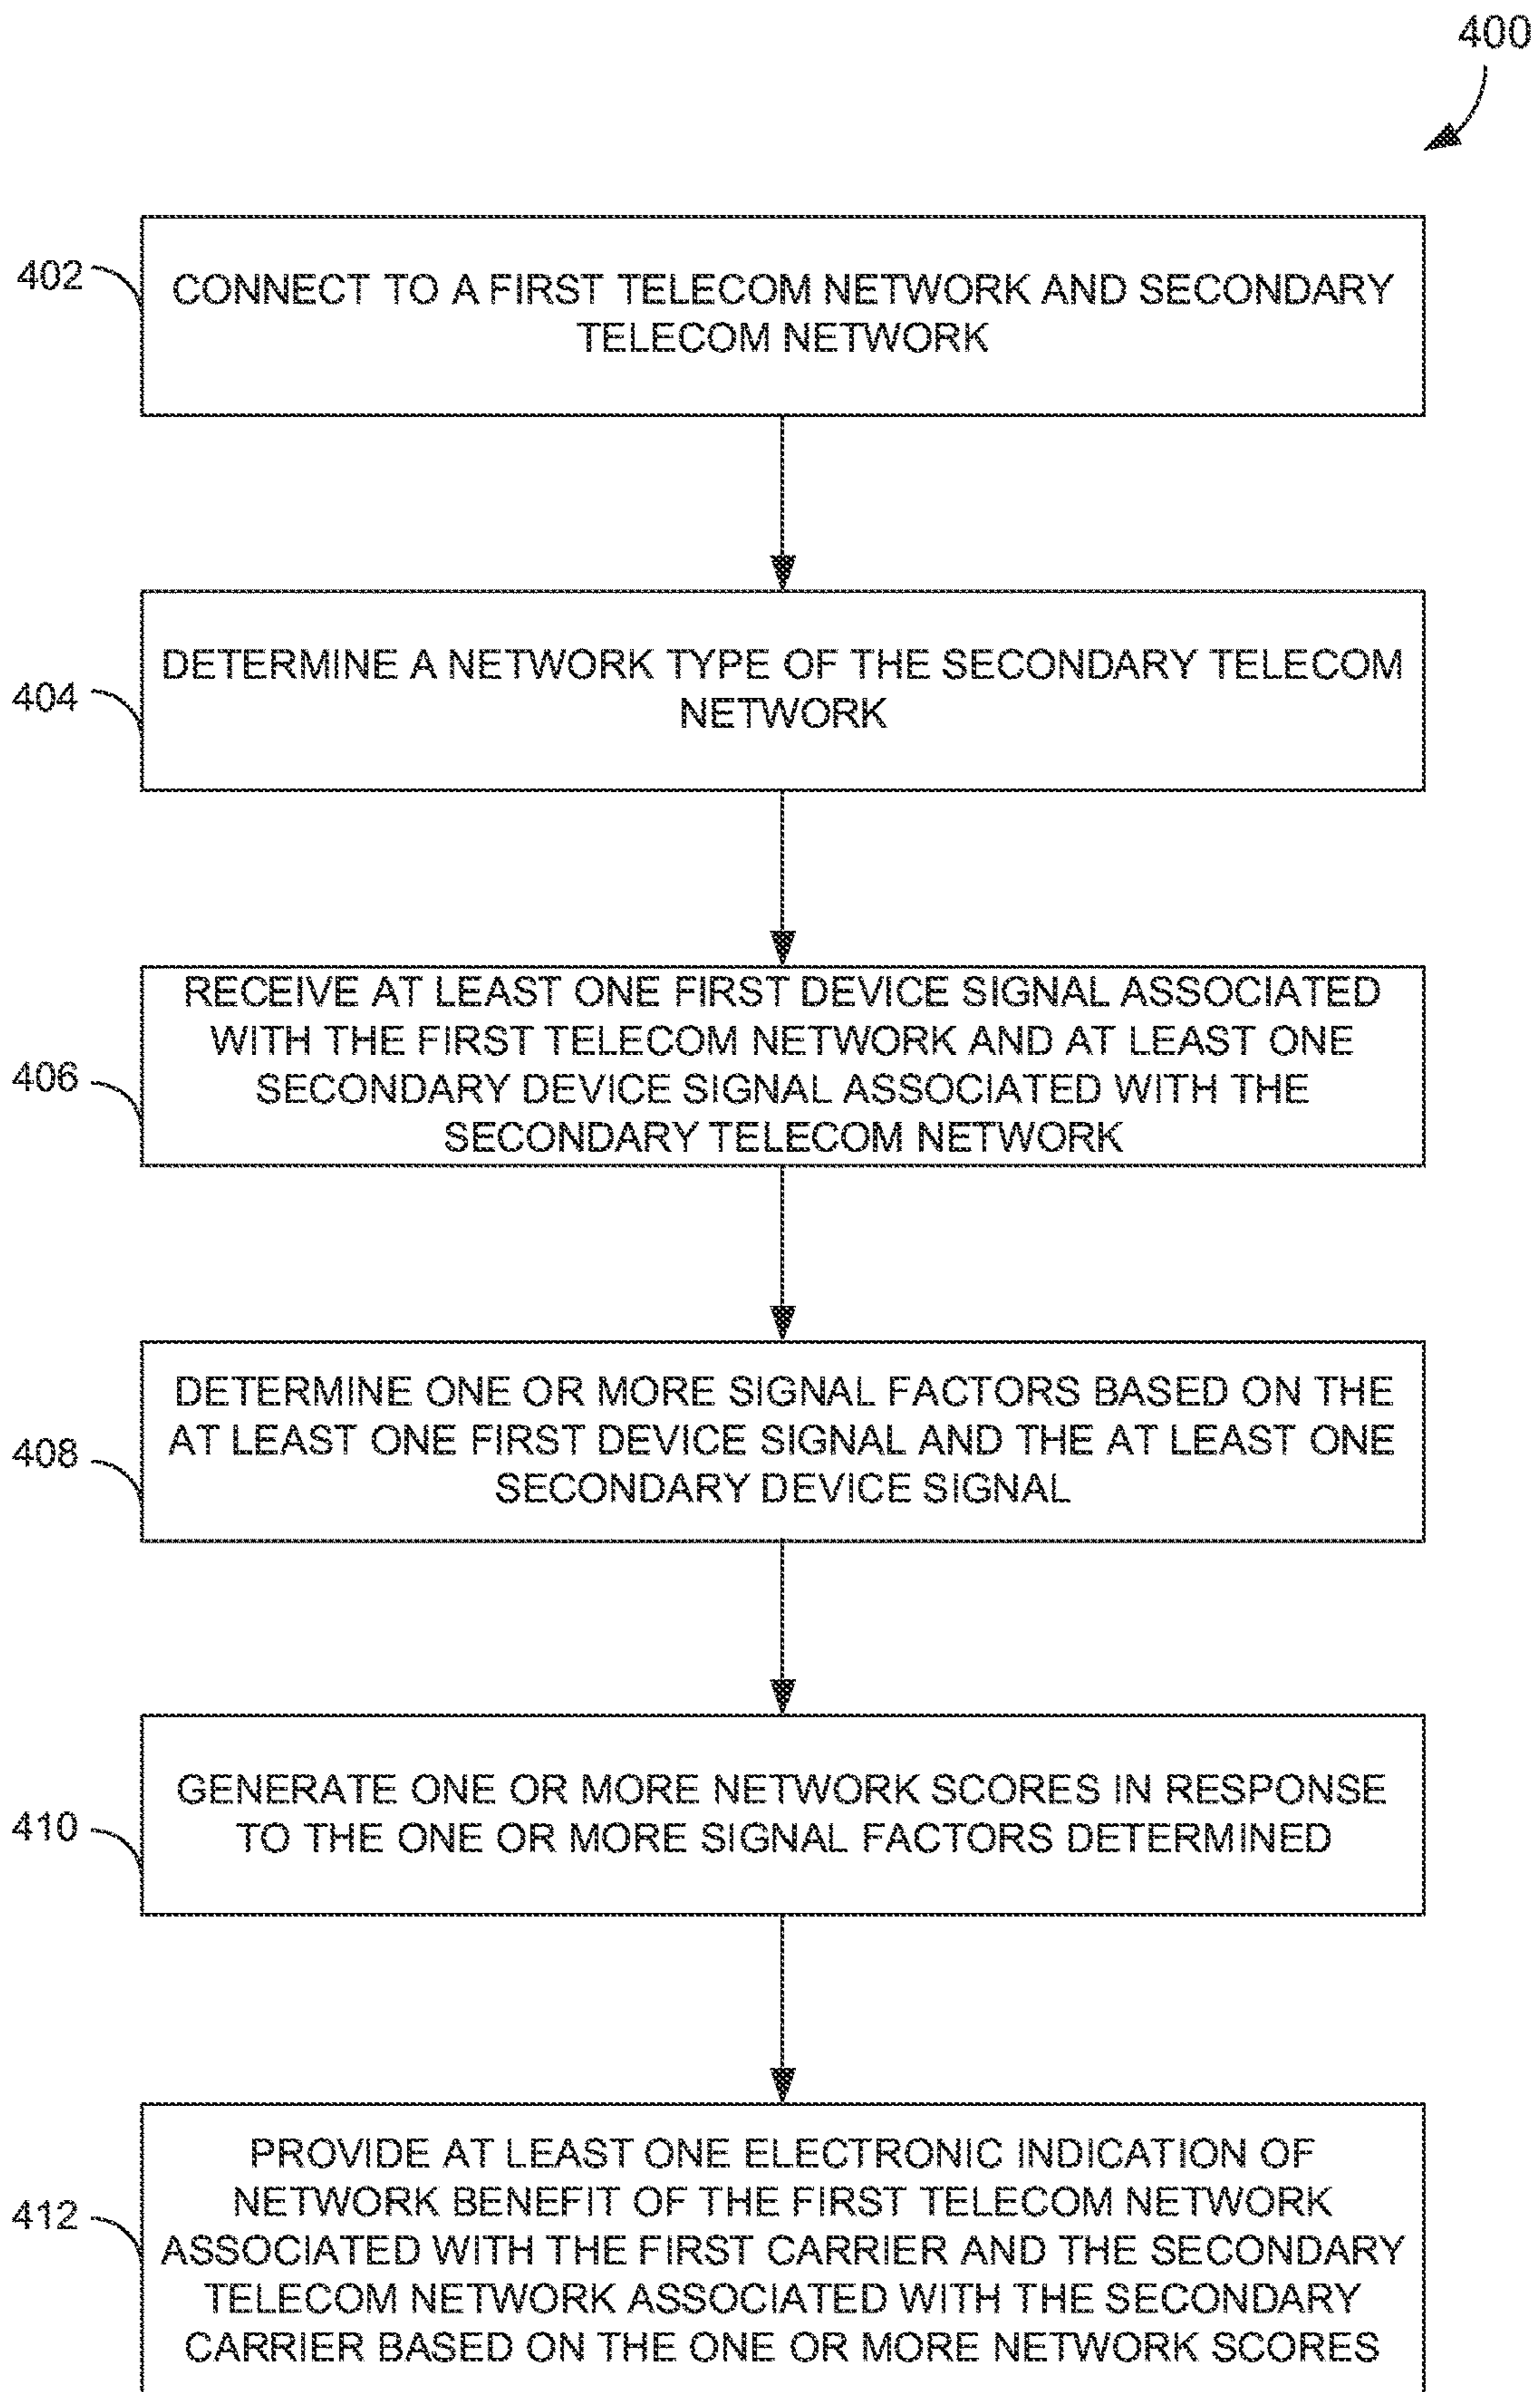 400
402
CONNECT TO A FIRST TELECOM NETWORK AND SECONDARY
TELECOM NETWORK
404
DETERMINE A NETWORK TYPE OF THE SECONDARY TELECOM
NETWORK
406
RECEIVE AT LEAST ONE FIRST DEVICE SIGNAL ASSOCIATED
WITH THE FIRST TELECOM NETWORK AND AT LEAST ONE
SECONDARY DEVICE SIGNAL ASSOCIATED WITH THE
SECONDARY TELECOM NETWORK
408
DETERMINE ONE OR MORE SIGNAL FACTORS BASED ON THE
AT LEAST ONE FIRST DEVICE SIGNAL AND THE AT LEAST ONE
SECONDARY DEVICE SIGNAL
410
GENERATE ONE OR MORE NETWORK SCORES IN RESPONSE
TO THE ONE OR MORE SIGNAL FACTORS DETERMINED
412
PROVIDE AT LEAST ONE ELECTRONIC INDICATION OF
NETWORK BENEFIT OF THE FIRST TELECOM NETWORK
ASSOCIATED WITH THE FIRST CARRIER AND THE SECONDARY
TELECOM NETWORK ASSOCIATED WITH THE SECONDARY
CARRIER BASED ON THE ONE OR MORE NETWORK SCORES